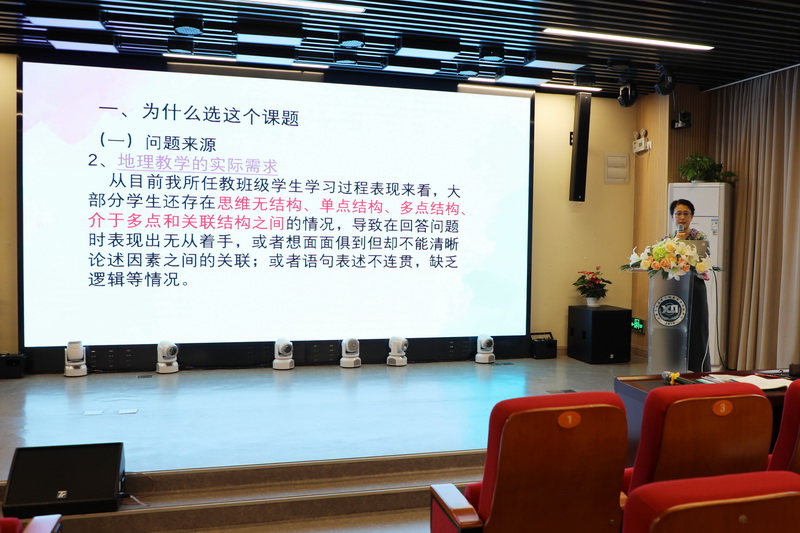 一、为什么选这个课题
（一）问题来源
2、地理教学的实际需求
从目前我所任教班级学生学习过程表现来看，大
部分学生还存在思维无结构、单点结构、多点结构、
介于多点和关联结构之间的情况，导致在回答问题
时表现出无从着手，或者想面面俱到但却不能清晰
论述因素之间的关联；或者语句表述不连贯，缺乏
逻辑等情况。
1
3